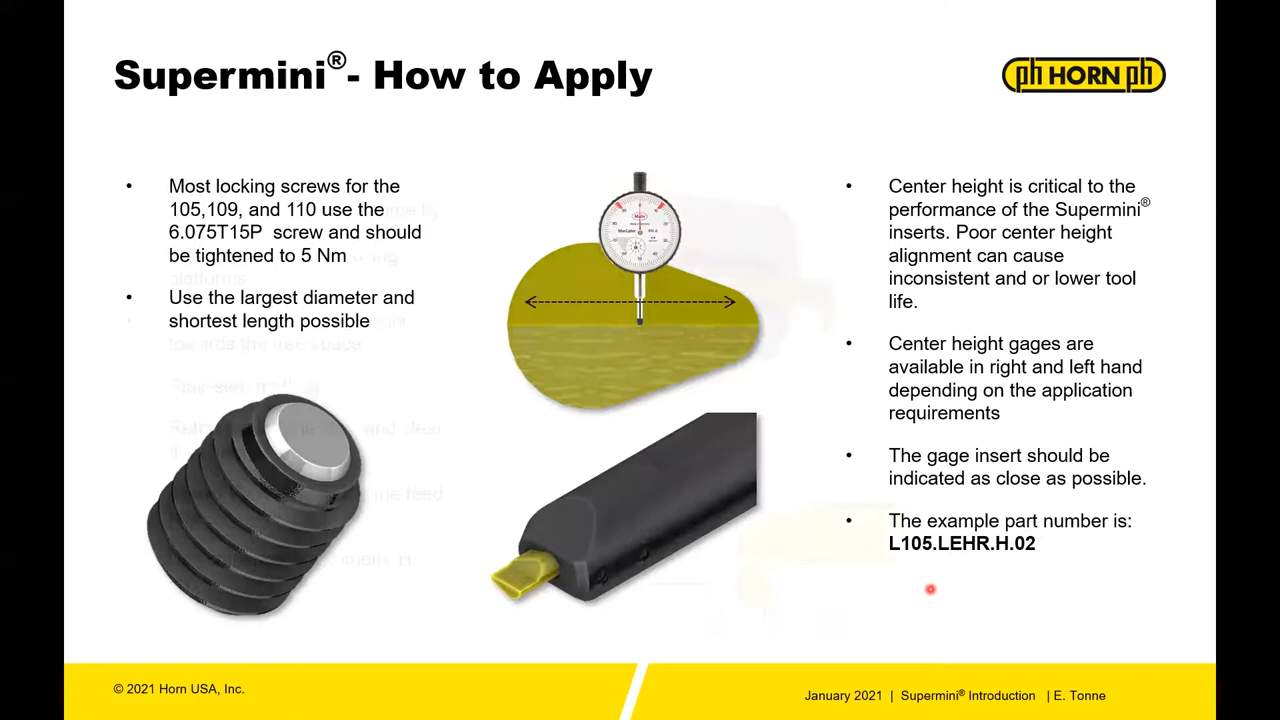 Supermini®- How to Apply
ph HORN ph
Most locking screws for the
105,109, and 110 use the
6.075T15P screw and should
be tightened to 5 Nm
Use the largest diameter and
shortest length possible
Center height is critical to the
performance of the Supermini®
inserts. Poor center height
alignment can cause
inconsistent and or lower tool
life.
Center height gages are
available in right and left hand
depending on the application
requirements
The gage insert should be
indicated as close as possible.
The example part number is:
L105.LEHR.H.02
© 2021 Horn USA, Inc.
January 2021 | Supermini® Introduction | E. Tonne